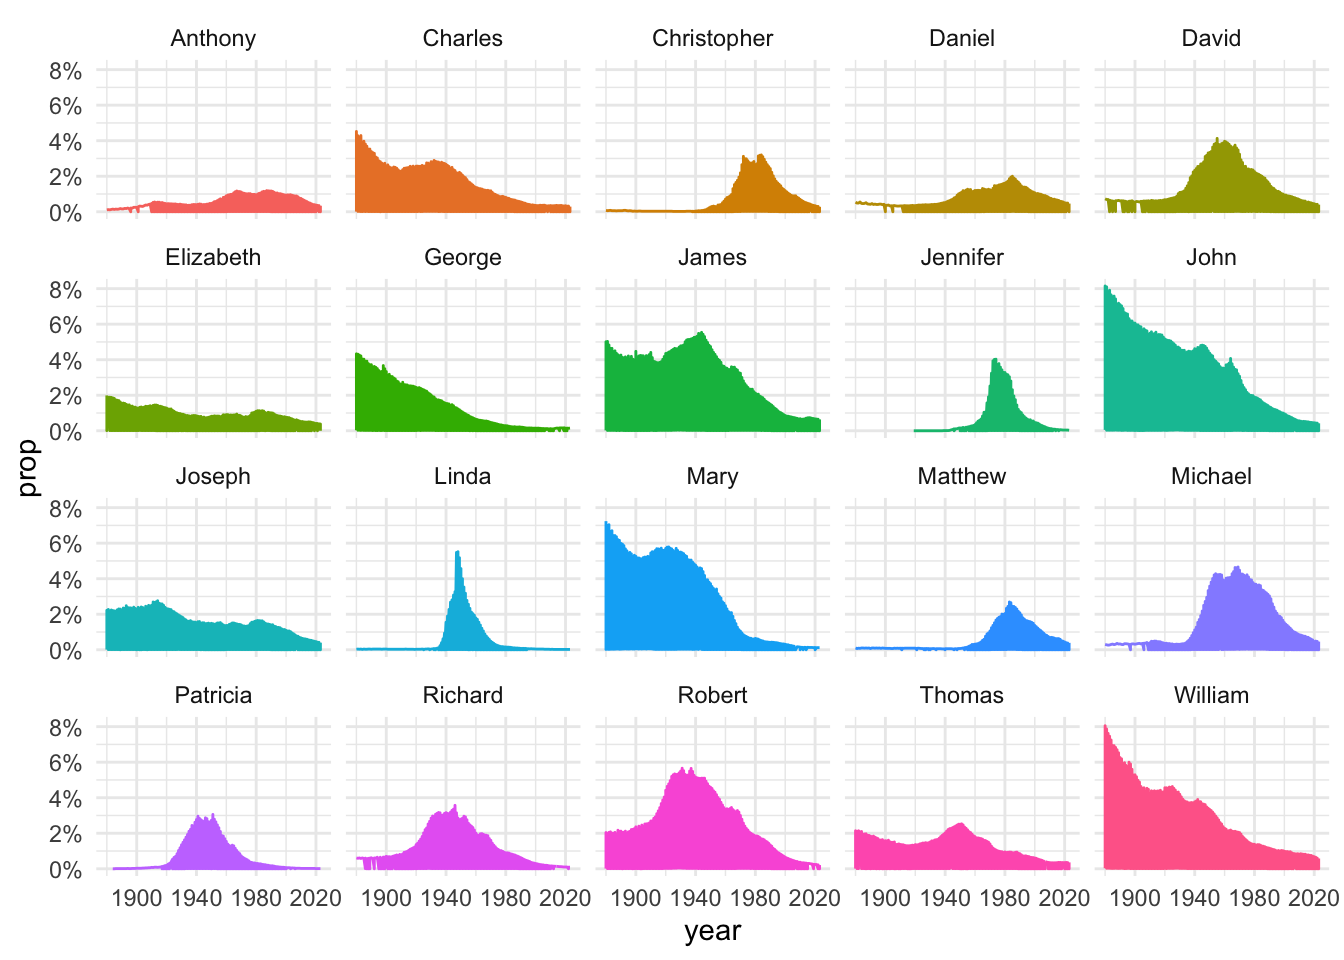 Anthony Charles Christopher Daniel David
8%
6%
4%
2%
0%
Elizabeth George James Jennifer John
8%
6%
4%
2%
0%
prop
Joseph Linda Mary Matthew Michael
8%
6%
4%
2%
0%
Patricia Richard Robert Thomas William
8%
6%
4%
2%
0%
1900 1940 1980 2020 1900 1940 1980 2020 1900 1940 1980 2020 1900 1940 1980 2020 1900 1940 1980 2020
year